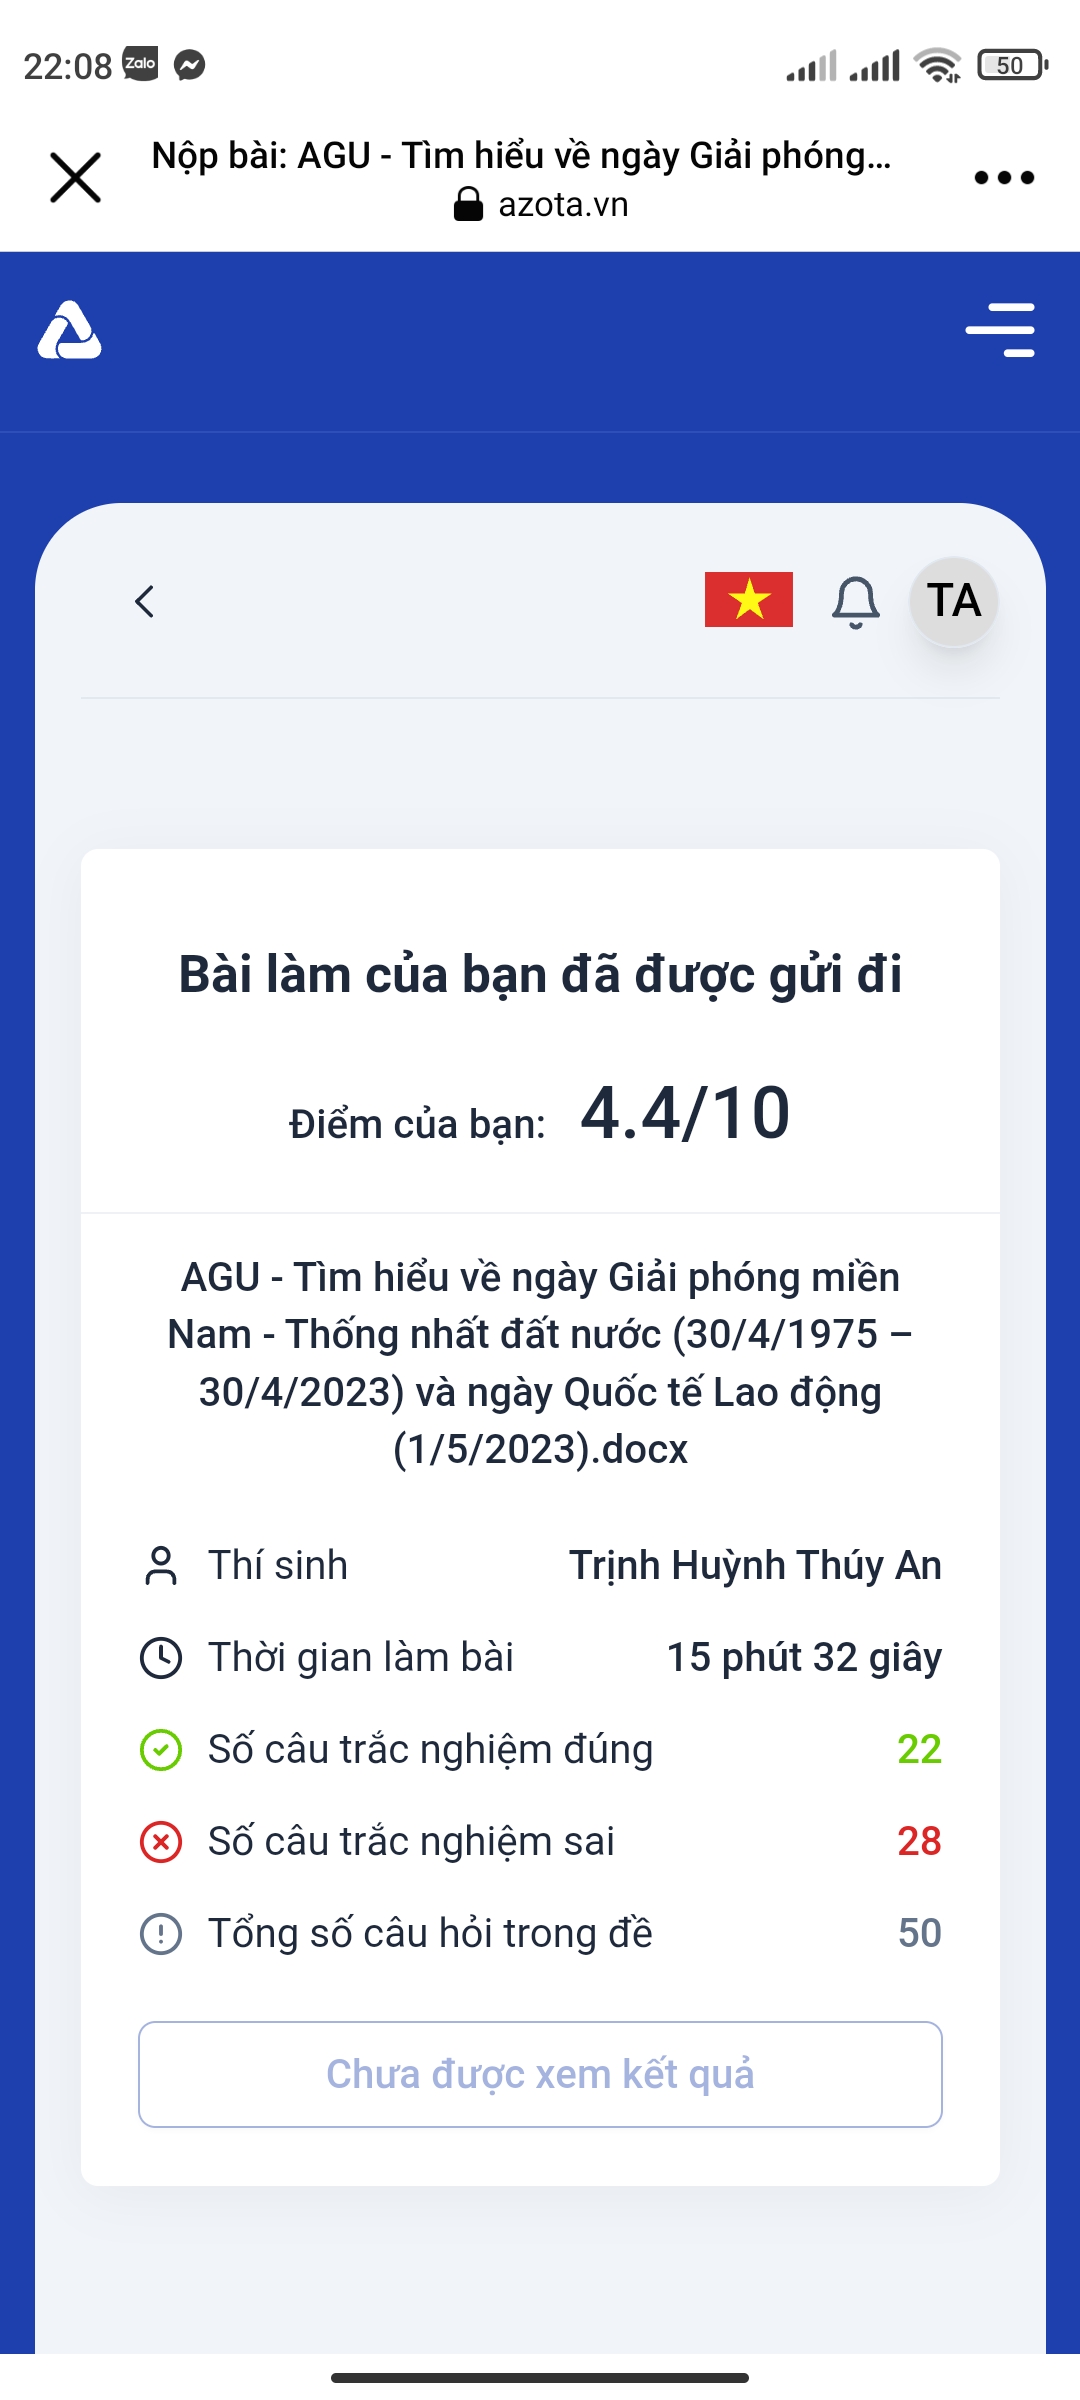 22:08 Zalo 50
Nộp bài: AGU - Tìm hiểu về ngày Giải phóng...
azota.vn
TA
Bài làm của bạn đã được gửi đi
Điểm của bạn: 4.4/10
AGU - Tìm hiểu về ngày Giải phóng miền
Nam - Thống nhất đất nước (30/4/1975 –
30/4/2023) và ngày Quốc tế Lao động
(1/5/2023).docx
Thí sinh Trịnh Huỳnh Thúy An
Thời gian làm bài 15 phút 32 giây
Số câu trắc nghiệm đúng 22
Số câu trắc nghiệm sai 28
Tổng số câu hỏi trong đề 50
Chưa được xem kết quả